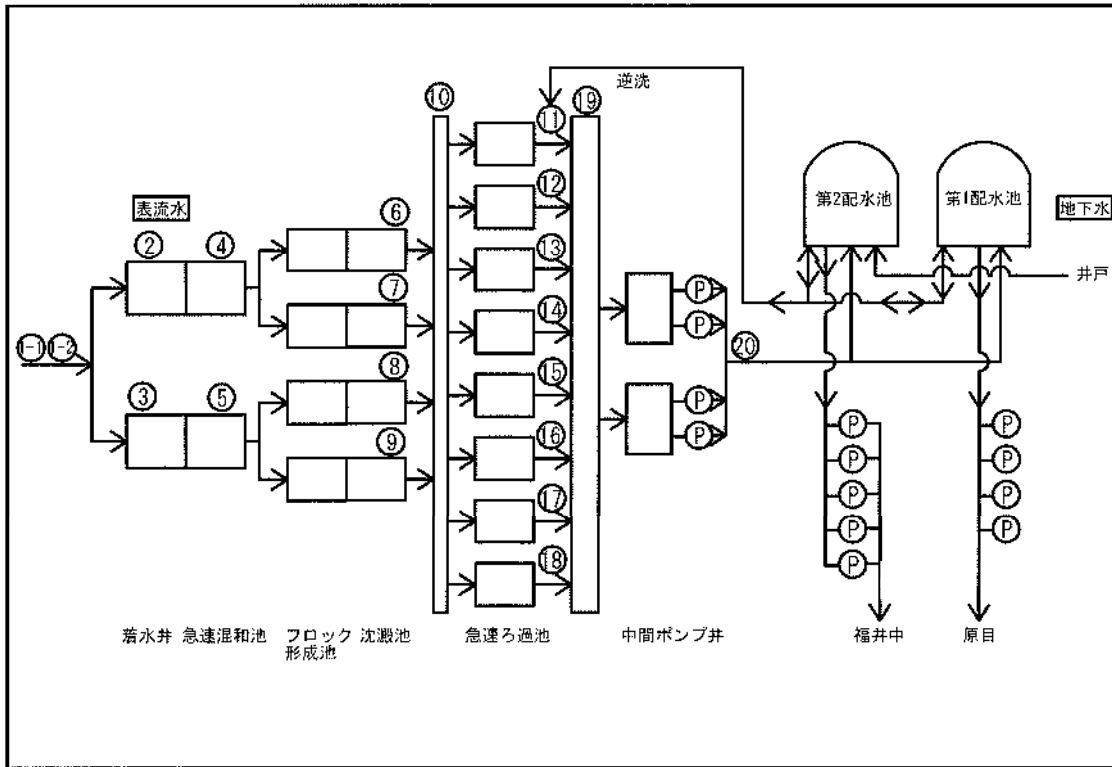 逆洗
⑩
⑲
⑪
⑫
⑬
⑭
⑮
⑯
⑰
⑱
第2配水池
第1配水池
地下水
井戸
表流水
②
④
⑥
⑦
①-1
①-2
③
⑤
⑧
⑨
P
P
P
P
⑳
P
P
P
P
P
P
P
P
P
着水井 急速混和池 フロック 沈澱池 急速ろ過池 中間ポンプ井 福井中 原目
形成池